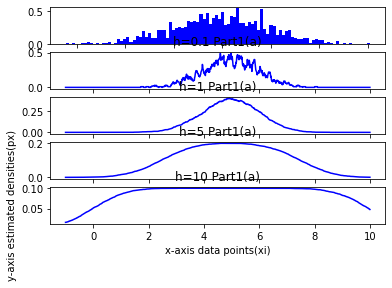 0.5
0.0
h=0.1 Part1(a)
0.5
0.0
h=1 Part1(a)
0.25
0.00
h=5 Part1(a)
0.2
0.0
h=10 Part1(a)
0.10
0.05
0 2 4 6 8 10
x-axis data points(xi)
y-axis estimated densities(px)